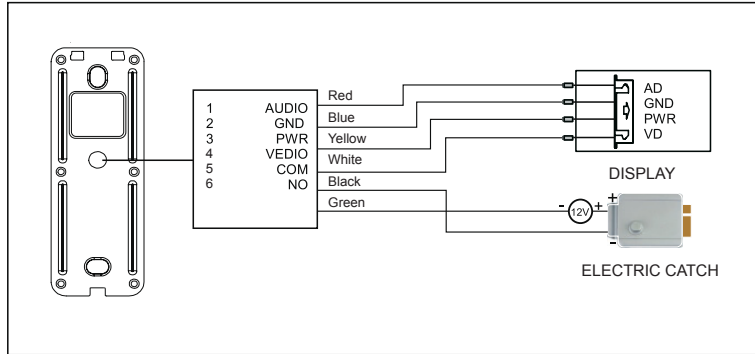 1 AUDIO Red
2 GND Blue
3 PWR Yellow
4 VEDIO White
5 COM Black
6 NO Green
AD
GND
PWR
VD
DISPLAY
- 12V + +
-
ELECTRIC CATCH